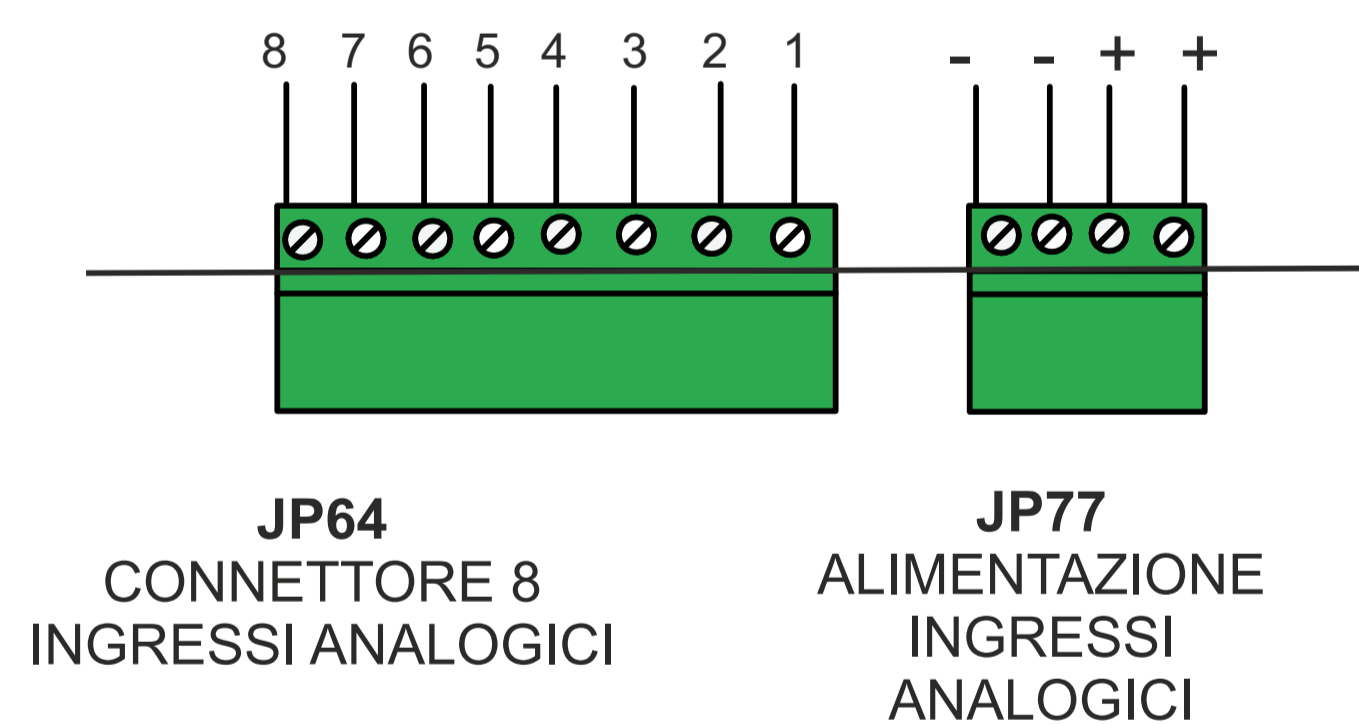 8 7 6 5 4 3 2 1
- - + +
JP64
CONNETTORE 8
INGRESSI ANALOGICI
JP77
ALIMENTAZIONE
INGRESSI
ANALOGICI